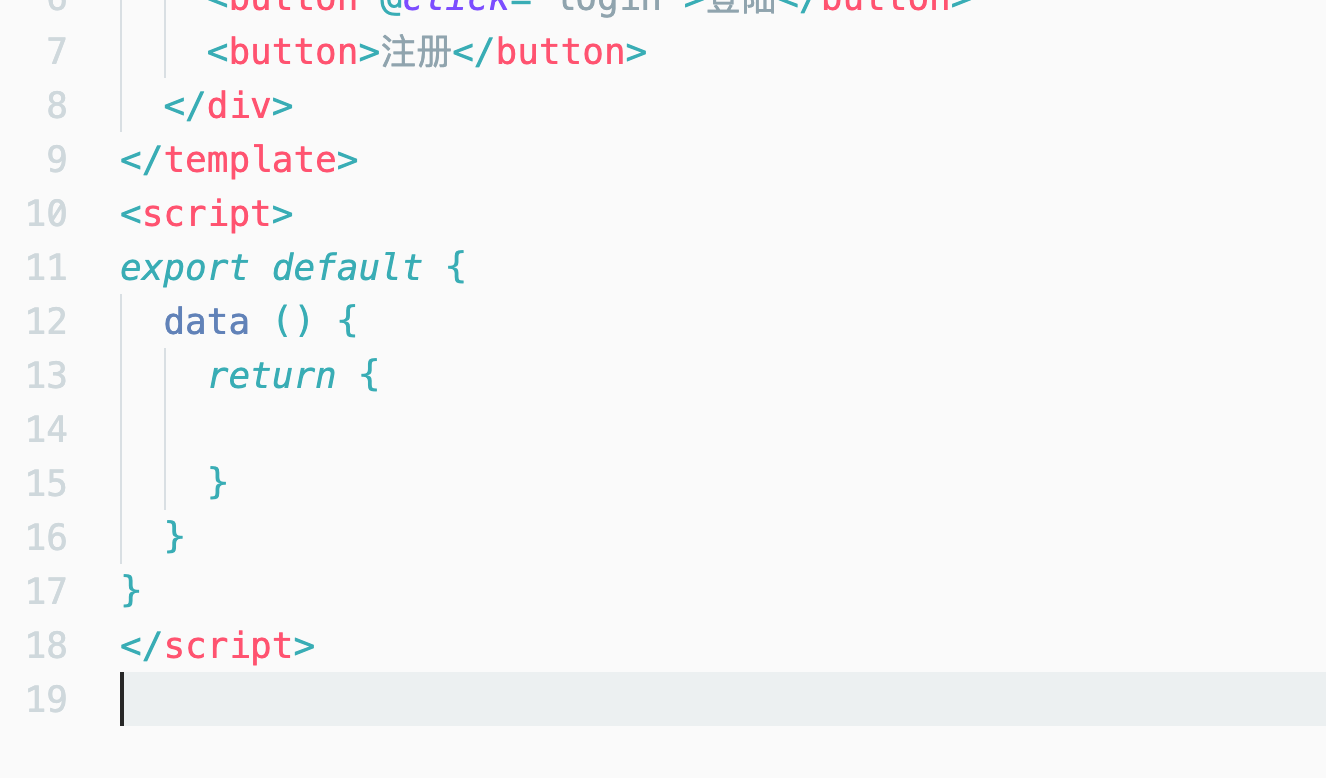 6 <button @click="login">登陆</button>
7 <button>注册</button>
8 </div>
9 </template>
10 <script>
11 export default {
12 data () {
13 return {
14
15 }
16 }
17 }
18 </script>
19